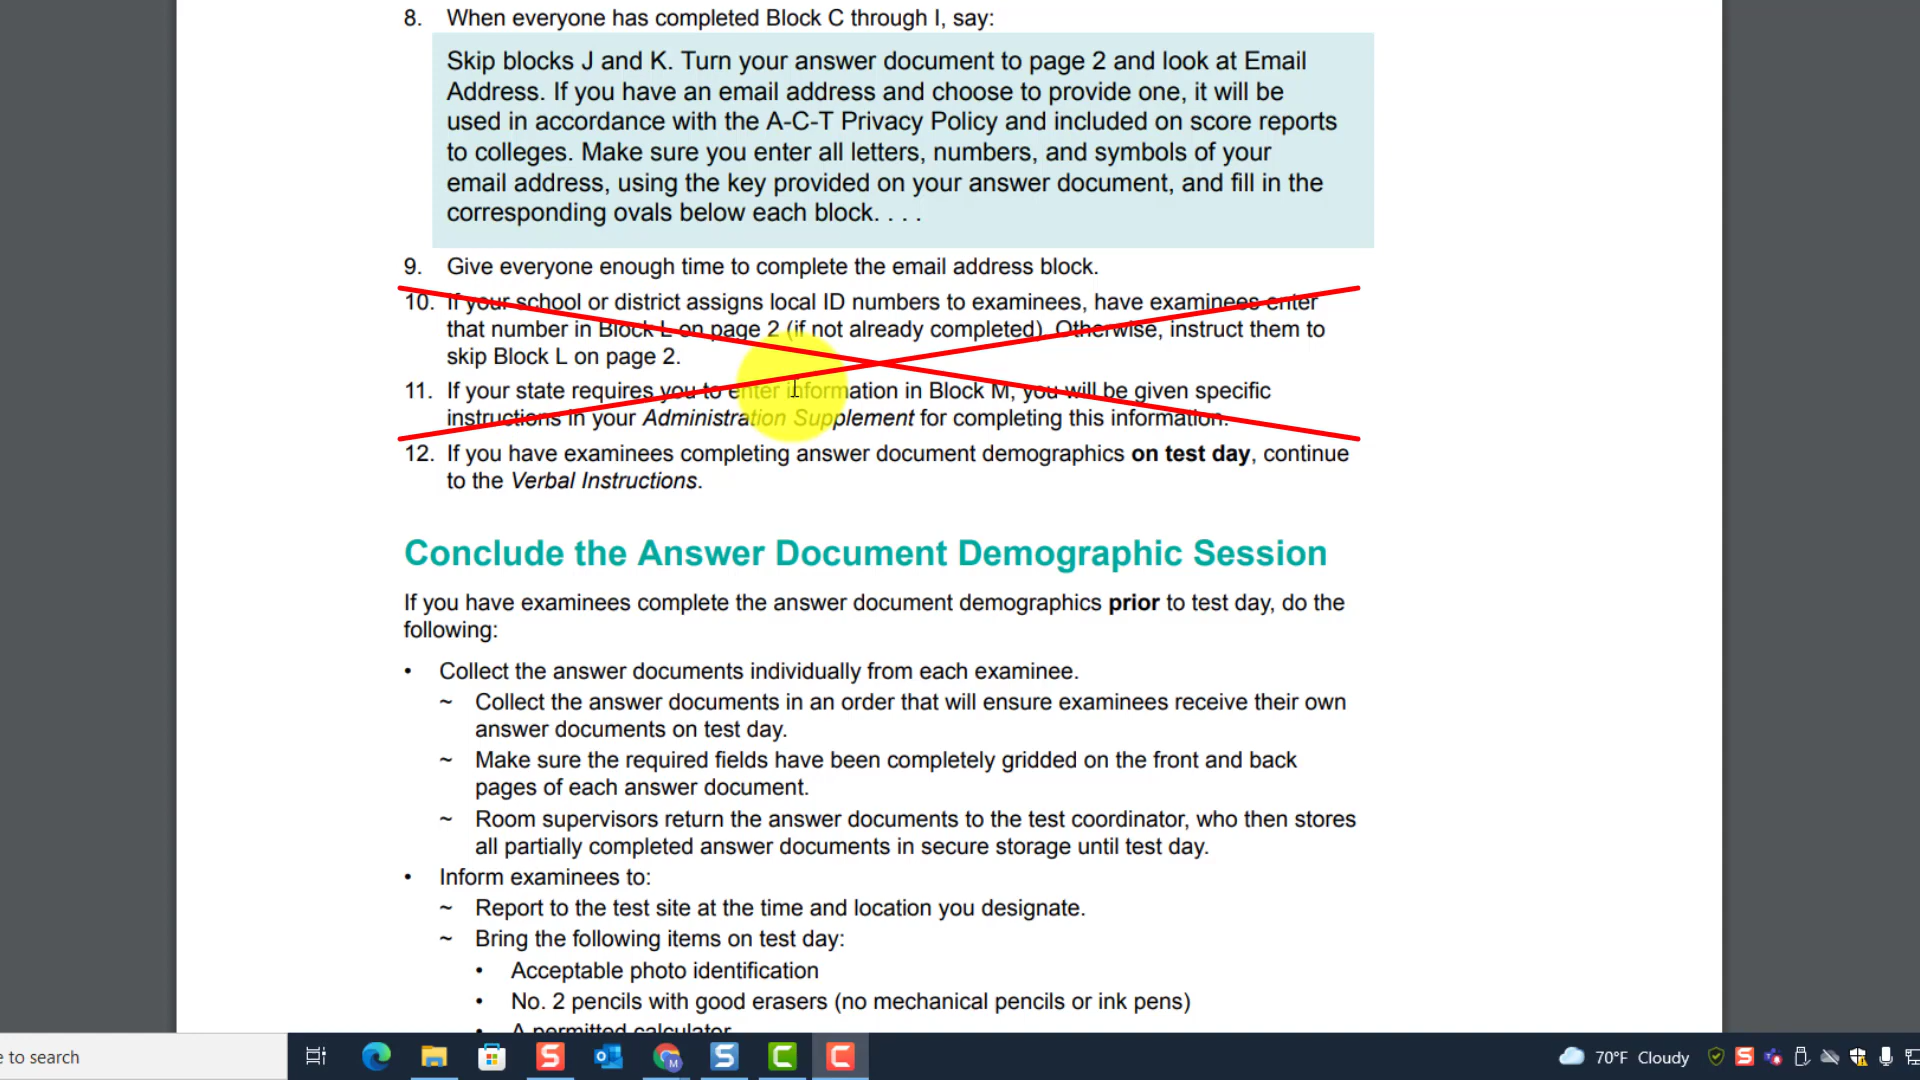 8. When everyone has completed Block C through I, say:
Skip blocks J and K. Turn your answer document to page 2 and look at Email
Address. If you have an email address and choose to provide one, it will be
used in accordance with the A-C-T Privacy Policy and included on score reports
to colleges. Make sure you enter all letters, numbers, and symbols of your
email address, using the key provided on your answer document, and fill in the
corresponding ovals below each block. . . .
9. Give everyone enough time to complete the email address block.
10. If your school or district assigns local ID numbers to examinees, have examinees enter
that number in Block L on page 2 (if not already completed). Otherwise, instruct them to
skip Block L on page 2.
11. If your state requires you to enter information in Block M, you will be given specific
instructions in your Administration Supplement for completing this information.
12. If you have examinees completing answer document demographics on test day, continue
to the Verbal Instructions.
Conclude the Answer Document Demographic Session
If you have examinees complete the answer document demographics prior to test day, do the
following:
• Collect the answer documents individually from each examinee.
~ Collect the answer documents in an order that will ensure examinees receive their own
answer documents on test day.
~ Make sure the required fields have been completely gridded on the front and back
pages of each answer document.
~ Room supervisors return the answer documents to the test coordinator, who then stores
all partially completed answer documents in secure storage until test day.
• Inform examinees to:
~ Report to the test site at the time and location you designate.
~ Bring the following items on test day:
• Acceptable photo identification
• No. 2 pencils with good erasers (no mechanical pencils or ink pens)
• A permitted calculator
e to search
70°F Cloudy